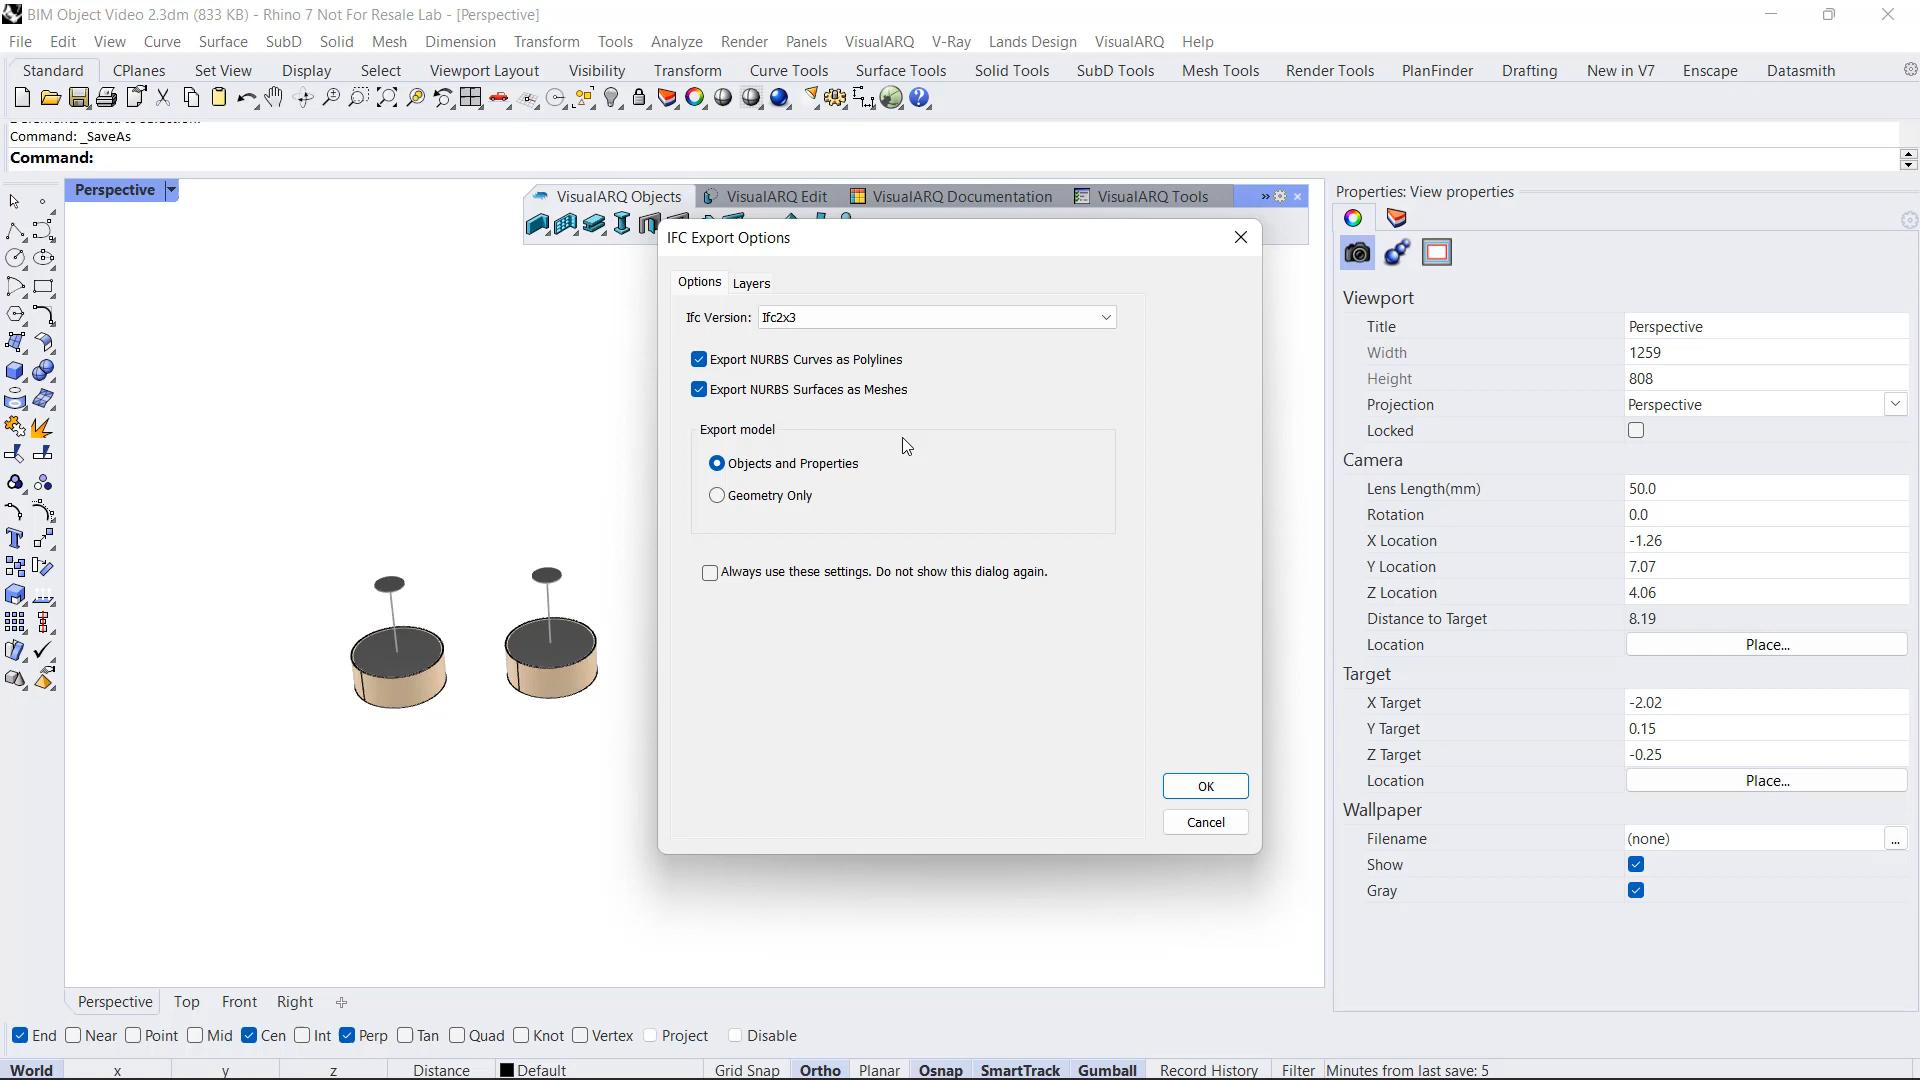 BIM Object Video 2.3dm (833 KB) - Rhino 7 Not For Resale Lab - [Perspective]
File Edit View Curve Surface SubD Solid Mesh Dimension Transform Tools Analyze Render Panels VisualARQ V-Ray Lands Design VisualARQ Help
Standard CPlanes Set View Display Select Viewport Layout Visibility Transform Curve Tools Surface Tools Solid Tools SubD Tools Mesh Tools Render Tools PlanFinder Drafting New in V7 Enscape Datasmith
Command: _SaveAs
Command:
Perspective
VisualARQ Objects VisualARQ Edit VisualARQ Documentation VisualARQ Tools
IFC Export Options
Options Layers
Ifc Version: Ifc2x3
Export NURBS Curves as Polylines
Export NURBS Surfaces as Meshes
Export model
Objects and Properties
Geometry Only
Always use these settings. Do not show this dialog again.
OK
Cancel
Properties: View properties
Viewport
Title Perspective
Width 1259
Height 808
Projection Perspective
Locked
Camera
Lens Length(mm) 50.0
Rotation 0.0
X Location -1.26
Y Location 7.07
Z Location 4.06
Distance to Target 8.19
Location Place...
Target
X Target -2.02
Y Target 0.15
Z Target -0.25
Location Place...
Wallpaper
Filename (none) ...
Show
Gray
Perspective Top Front Right
End Near Point Mid Cen Int Perp Tan Quad Knot Vertex Project Disable
World x y z Distance Default Grid Snap Ortho Planar Osnap SmartTrack Gumball Record History Filter Minutes from last save: 5